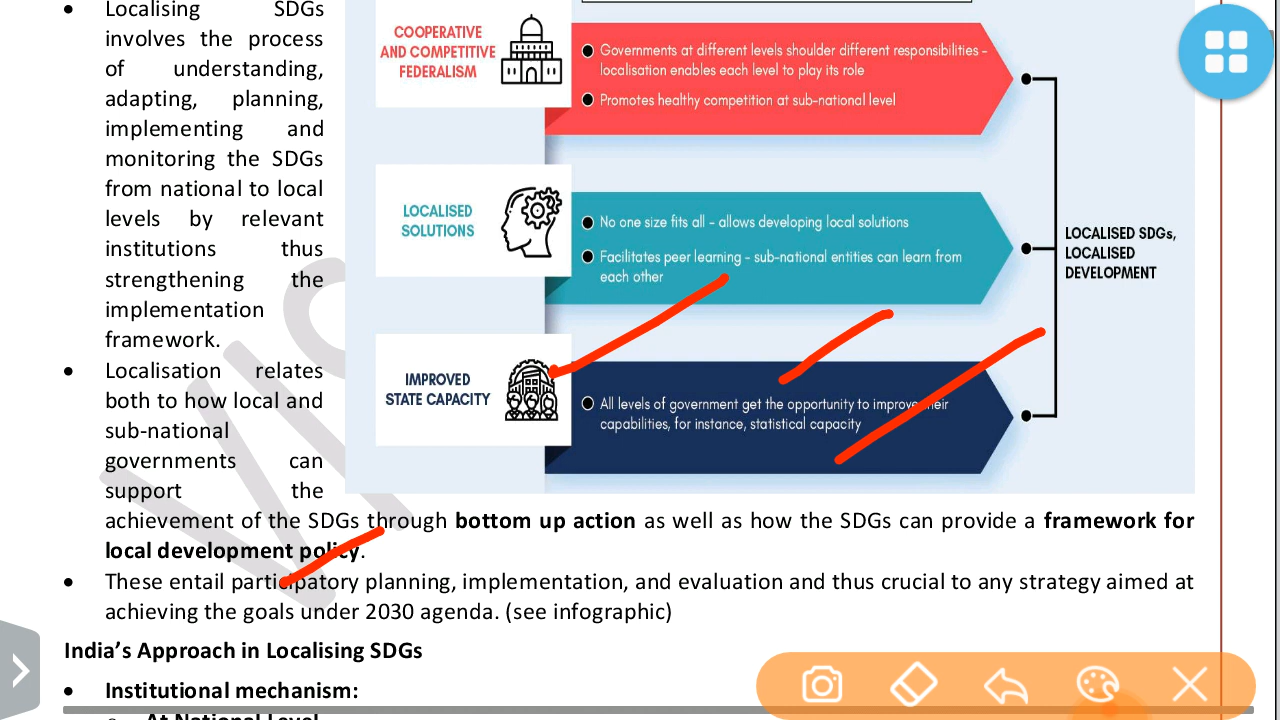 Localising SDGs
involves the process
of understanding,
adapting, planning,
implementing and
monitoring the SDGs
from national to local
levels by relevant
institutions thus
strengthening the
implementation
framework.
Localisation relates
both to how local and
sub-national
governments can
support the
achievement of the SDGs through bottom up action as well as how the SDGs can provide a framework for
local development policy.
These entail participatory planning, implementation, and evaluation and thus crucial to any strategy aimed at
achieving the goals under 2030 agenda. (see infographic)
COOPERATIVE
AND COMPETITIVE
FEDERALISM
Governments at different levels shoulder different responsibilities –
localisation enables each level to play its role
Promotes healthy competition at sub-national level
LOCALISED
SOLUTIONS
No one size fits all – allows developing local solutions
Facilitates peer learning – sub-national entities can learn from
each other
IMPROVED
STATE CAPACITY
All levels of government get the opportunity to improve their
capabilities, for instance, statistical capacity
LOCALISED SDGs,
LOCALISED
DEVELOPMENT
India's Approach in Localising SDGs
Institutional mechanism:
At National Level